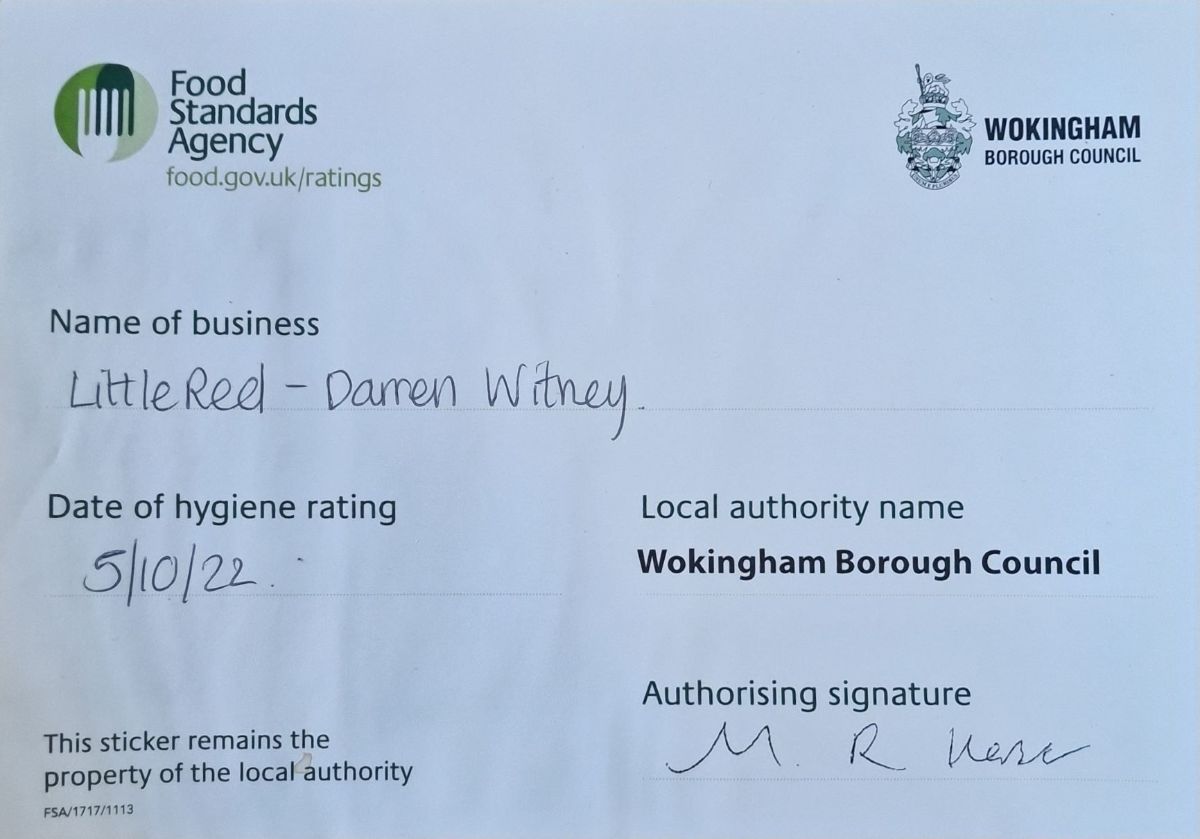 Food
Standards
Agency
food.gov.uk/ratings
WOKINGHAM
BOROUGH COUNCIL
Name of business
Little Red - Darren Witney.
Date of hygiene rating
5/10/22.
Local authority name
Wokingham Borough Council
Authorising signature
M. R
This sticker remains the
property of the local authority
FSA/1717/1113